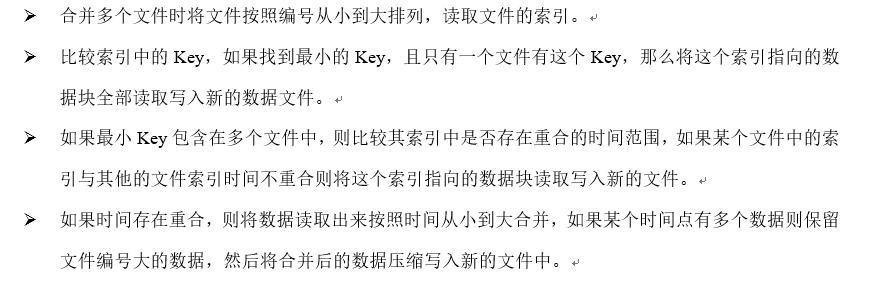 ➢ 合并多个文件时将文件按照编号从小到大排列，读取文件的索引。
➢ 比较索引中的 Key，如果找到最小的 Key，且只有一个文件有这个 Key，那么将这个索引指向的数
据块全部读取写入新的数据文件。
➢ 如果最小 Key 包含在多个文件中，则比较其索引中是否存在重合的时间范围，如果某个文件中的索
引与其他的文件索引时间不重合则将这个索引指向的数据块读取写入新的文件。
➢ 如果时间存在重合，则将数据读取出来按照时间从小到大合并，如果某个时间点有多个数据则保留
文件编号大的数据，然后将合并后的数据压缩写入新的文件中。